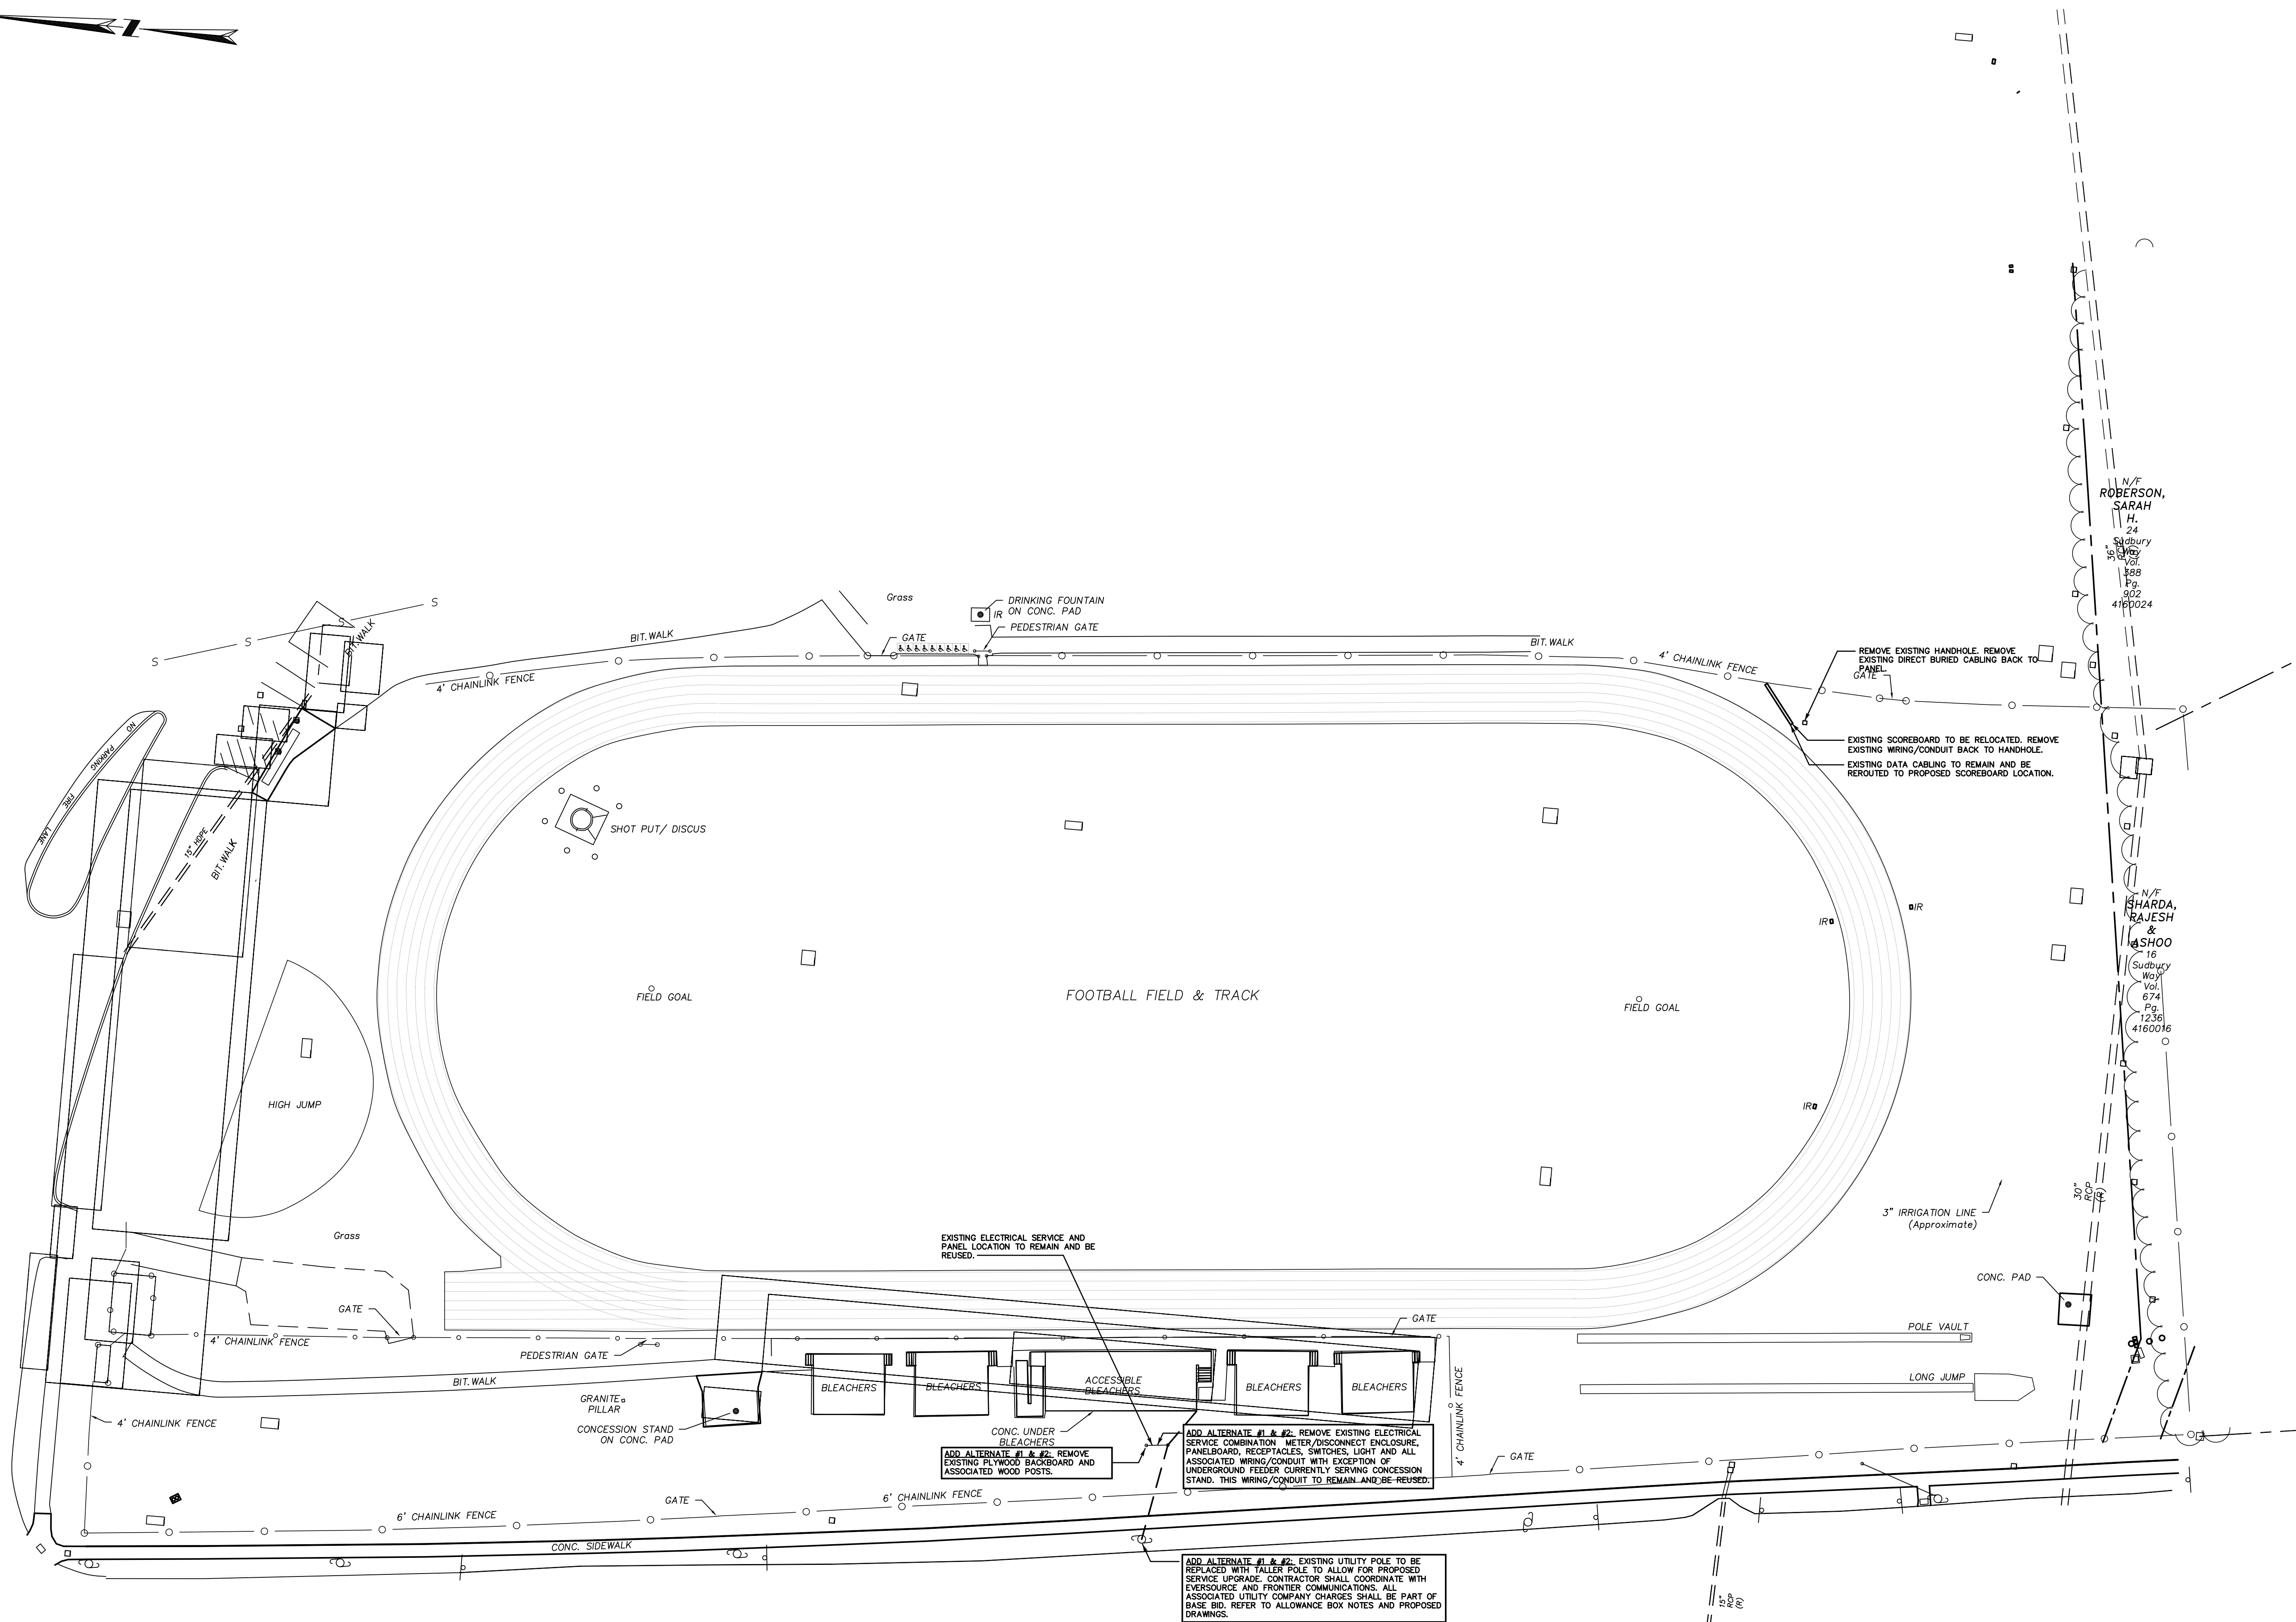 N/F
ROBERSON,
SARAH
H.
24
Sudbury
Way
Vol.
388
Pg.
902
4160024
36"
RCP
(R)
S
S
S
S
BIT.WALK
BIT.WALK
Grass
IR
DRINKING FOUNTAIN
ON CONC. PAD
PEDESTRIAN GATE
GATE
BIT.WALK
4' CHAINLINK FENCE
4' CHAINLINK FENCE
REMOVE EXISTING HANDHOLE. REMOVE
EXISTING DIRECT BURIED CABLING BACK TO
PANEL.
GATE
EXISTING SCOREBOARD TO BE RELOCATED. REMOVE
EXISTING WIRING/CONDUIT BACK TO HANDHOLE.
EXISTING DATA CABLING TO REMAIN AND BE
REROUTED TO PROPOSED SCOREBOARD LOCATION.
NO
PARKING
FIRE
LANE
15" HDPE
BIT.WALK
SHOT PUT/ DISCUS
IR
IR
N/F
SHARDA,
RAJESH
&
ASHOO
16
Sudbury
Way
Vol.
674
Pg.
1236
4160016
FIELD GOAL
FOOTBALL FIELD & TRACK
FIELD GOAL
HIGH JUMP
IR
30"
RCP
(R)
3" IRRIGATION LINE
(Approximate)
Grass
EXISTING ELECTRICAL SERVICE AND
PANEL LOCATION TO REMAIN AND BE
REUSED.
CONC. PAD
GATE
4' CHAINLINK FENCE
GATE
POLE VAULT
PEDESTRIAN GATE
BIT.WALK
BLEACHERS
BLEACHERS
ACCESSIBLE
BLEACHERS
BLEACHERS
BLEACHERS
LONG JUMP
4' CHAINLINK FENCE
GRANITE
PILLAR
CONCESSION STAND
ON CONC. PAD
4' CHAINLINK FENCE
CONC. UNDER
BLEACHERS
ADD ALTERNATE #1 & #2: REMOVE
EXISTING PLYWOOD BACKBOARD AND
ASSOCIATED WOOD POSTS.
ADD ALTERNATE #1 & #2: REMOVE EXISTING ELECTRICAL
SERVICE COMBINATION METER/DISCONNECT ENCLOSURE,
PANELBOARD, RECEPTACLES, SWITCHES, LIGHT AND ALL
ASSOCIATED WIRING/CONDUIT WITH EXCEPTION OF
UNDERGROUND FEEDER CURRENTLY SERVING CONCESSION
STAND. THIS WIRING/CONDUIT TO REMAIN AND BE REUSED.
GATE
6' CHAINLINK FENCE
GATE
6' CHAINLINK FENCE
CONC. SIDEWALK
ADD ALTERNATE #1 & #2: EXISTING UTILITY POLE TO BE
REPLACED WITH TALLER POLE TO ALLOW FOR PROPOSED
SERVICE UPGRADE. CONTRACTOR SHALL COORDINATE WITH
EVERSOURCE AND FRONTIER COMMUNICATIONS. ALL
ASSOCIATED UTILITY COMPANY CHARGES SHALL BE PART OF
BASE BID. REFER TO ALLOWANCE BOX NOTES AND PROPOSED
DRAWINGS.
15"
RCP
(R)